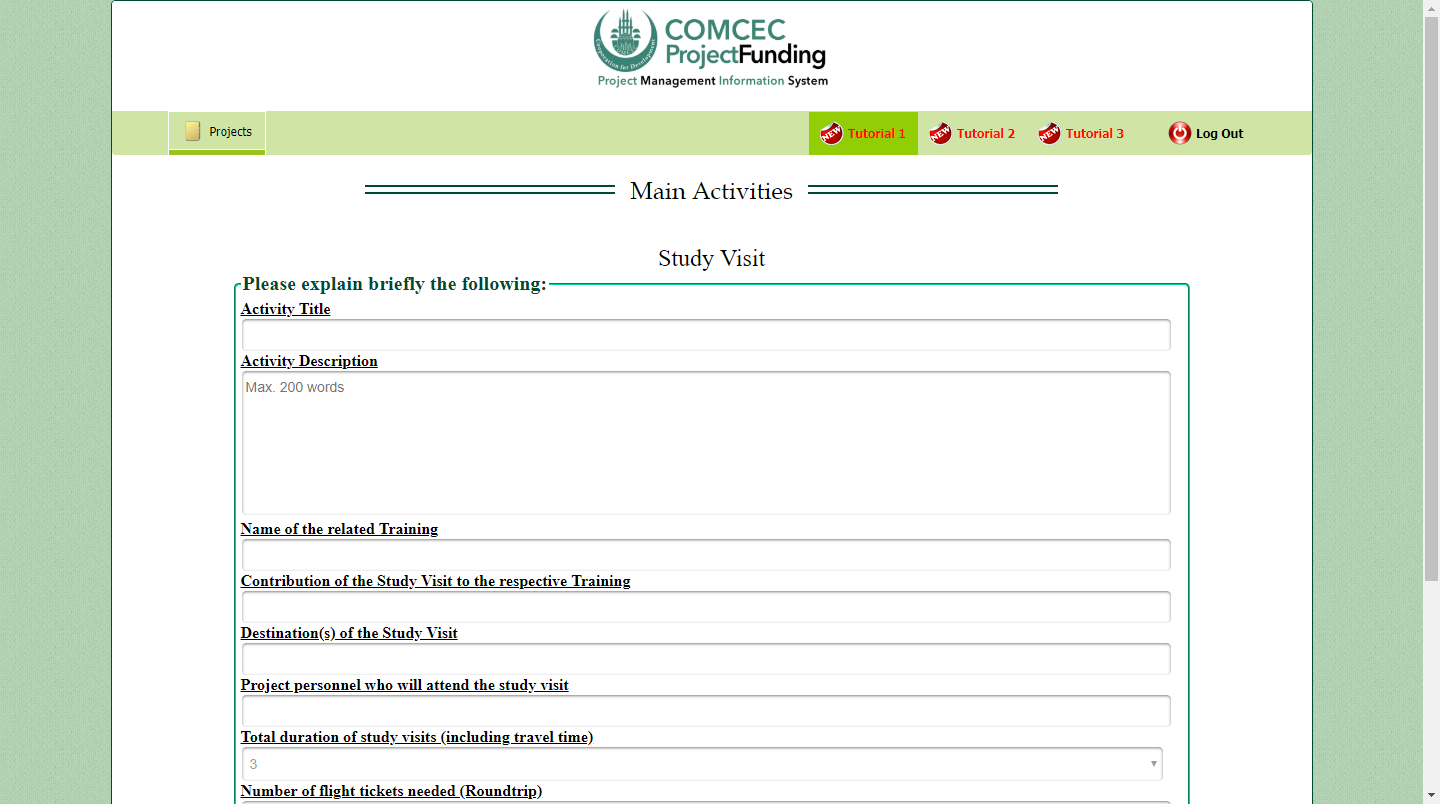 Cooperation for Development
COMCEC
ProjectFunding
Project Management Information System
Projects
NEW Tutorial 1
NEW Tutorial 2
NEW Tutorial 3
Log Out
Main Activities
Study Visit
Please explain briefly the following:
Activity Title
Activity Description
Max. 200 words
Name of the related Training
Contribution of the Study Visit to the respective Training
Destination(s) of the Study Visit
Project personnel who will attend the study visit
Total duration of study visits (including travel time)
3
Number of flight tickets needed (Roundtrip)